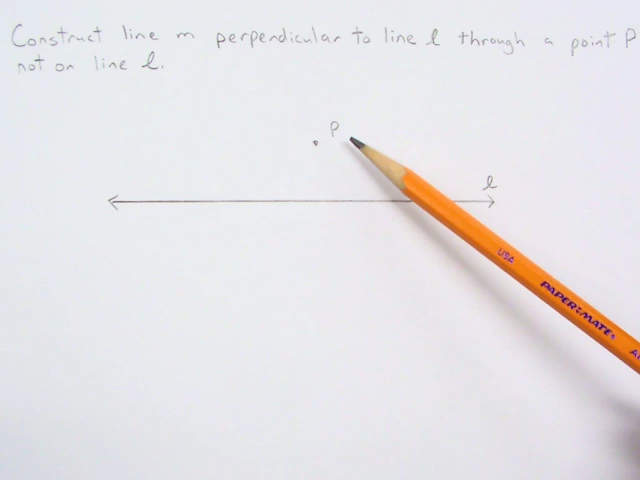 Construct line m perpendicular to line l through a point P
not on line l.
P
l
USA
PAPER:MATE